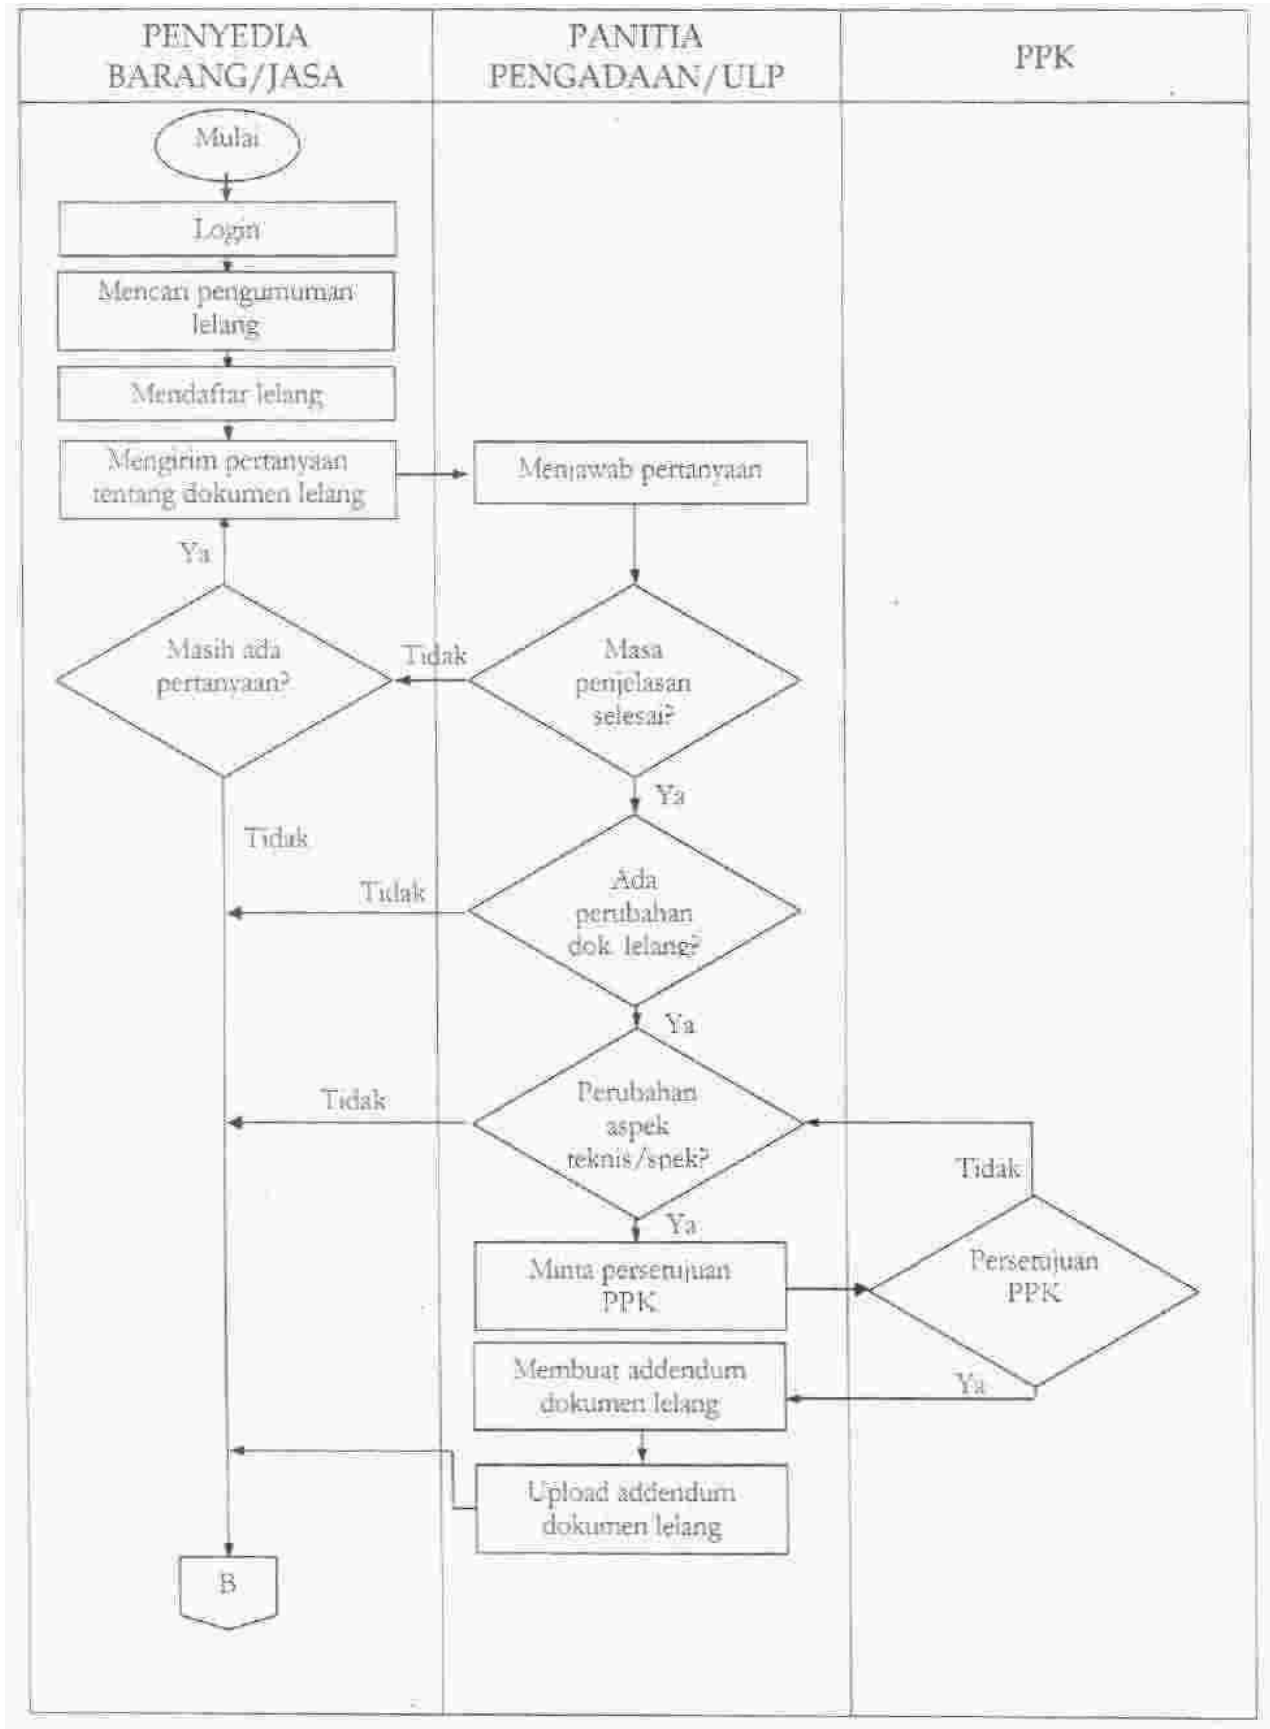 PENYEDIA
BARANG/JASA
PANITIA
PENGADAAN/ULP
PPK
Mulai
Login
Mencari pengumuman
lelang
Mendaftar lelang
Mengirim pertanyaan
tentang dokumen lelang
Menjawab pertanyaan
Ya
Masih ada
pertanyaan?
Tidak
Masa
penjelasan
selesai?
Ya
Tidak
Tidak
Ada
perubahan
dok. lelang?
Ya
Tidak
Perubahan
aspek
teknis/spek?
Tidak
Ya
Minta persetujuan
PPK
Persetujuan
PPK
Membuat addendum
dokumen lelang
Ya
Upload addendum
dokumen lelang
B